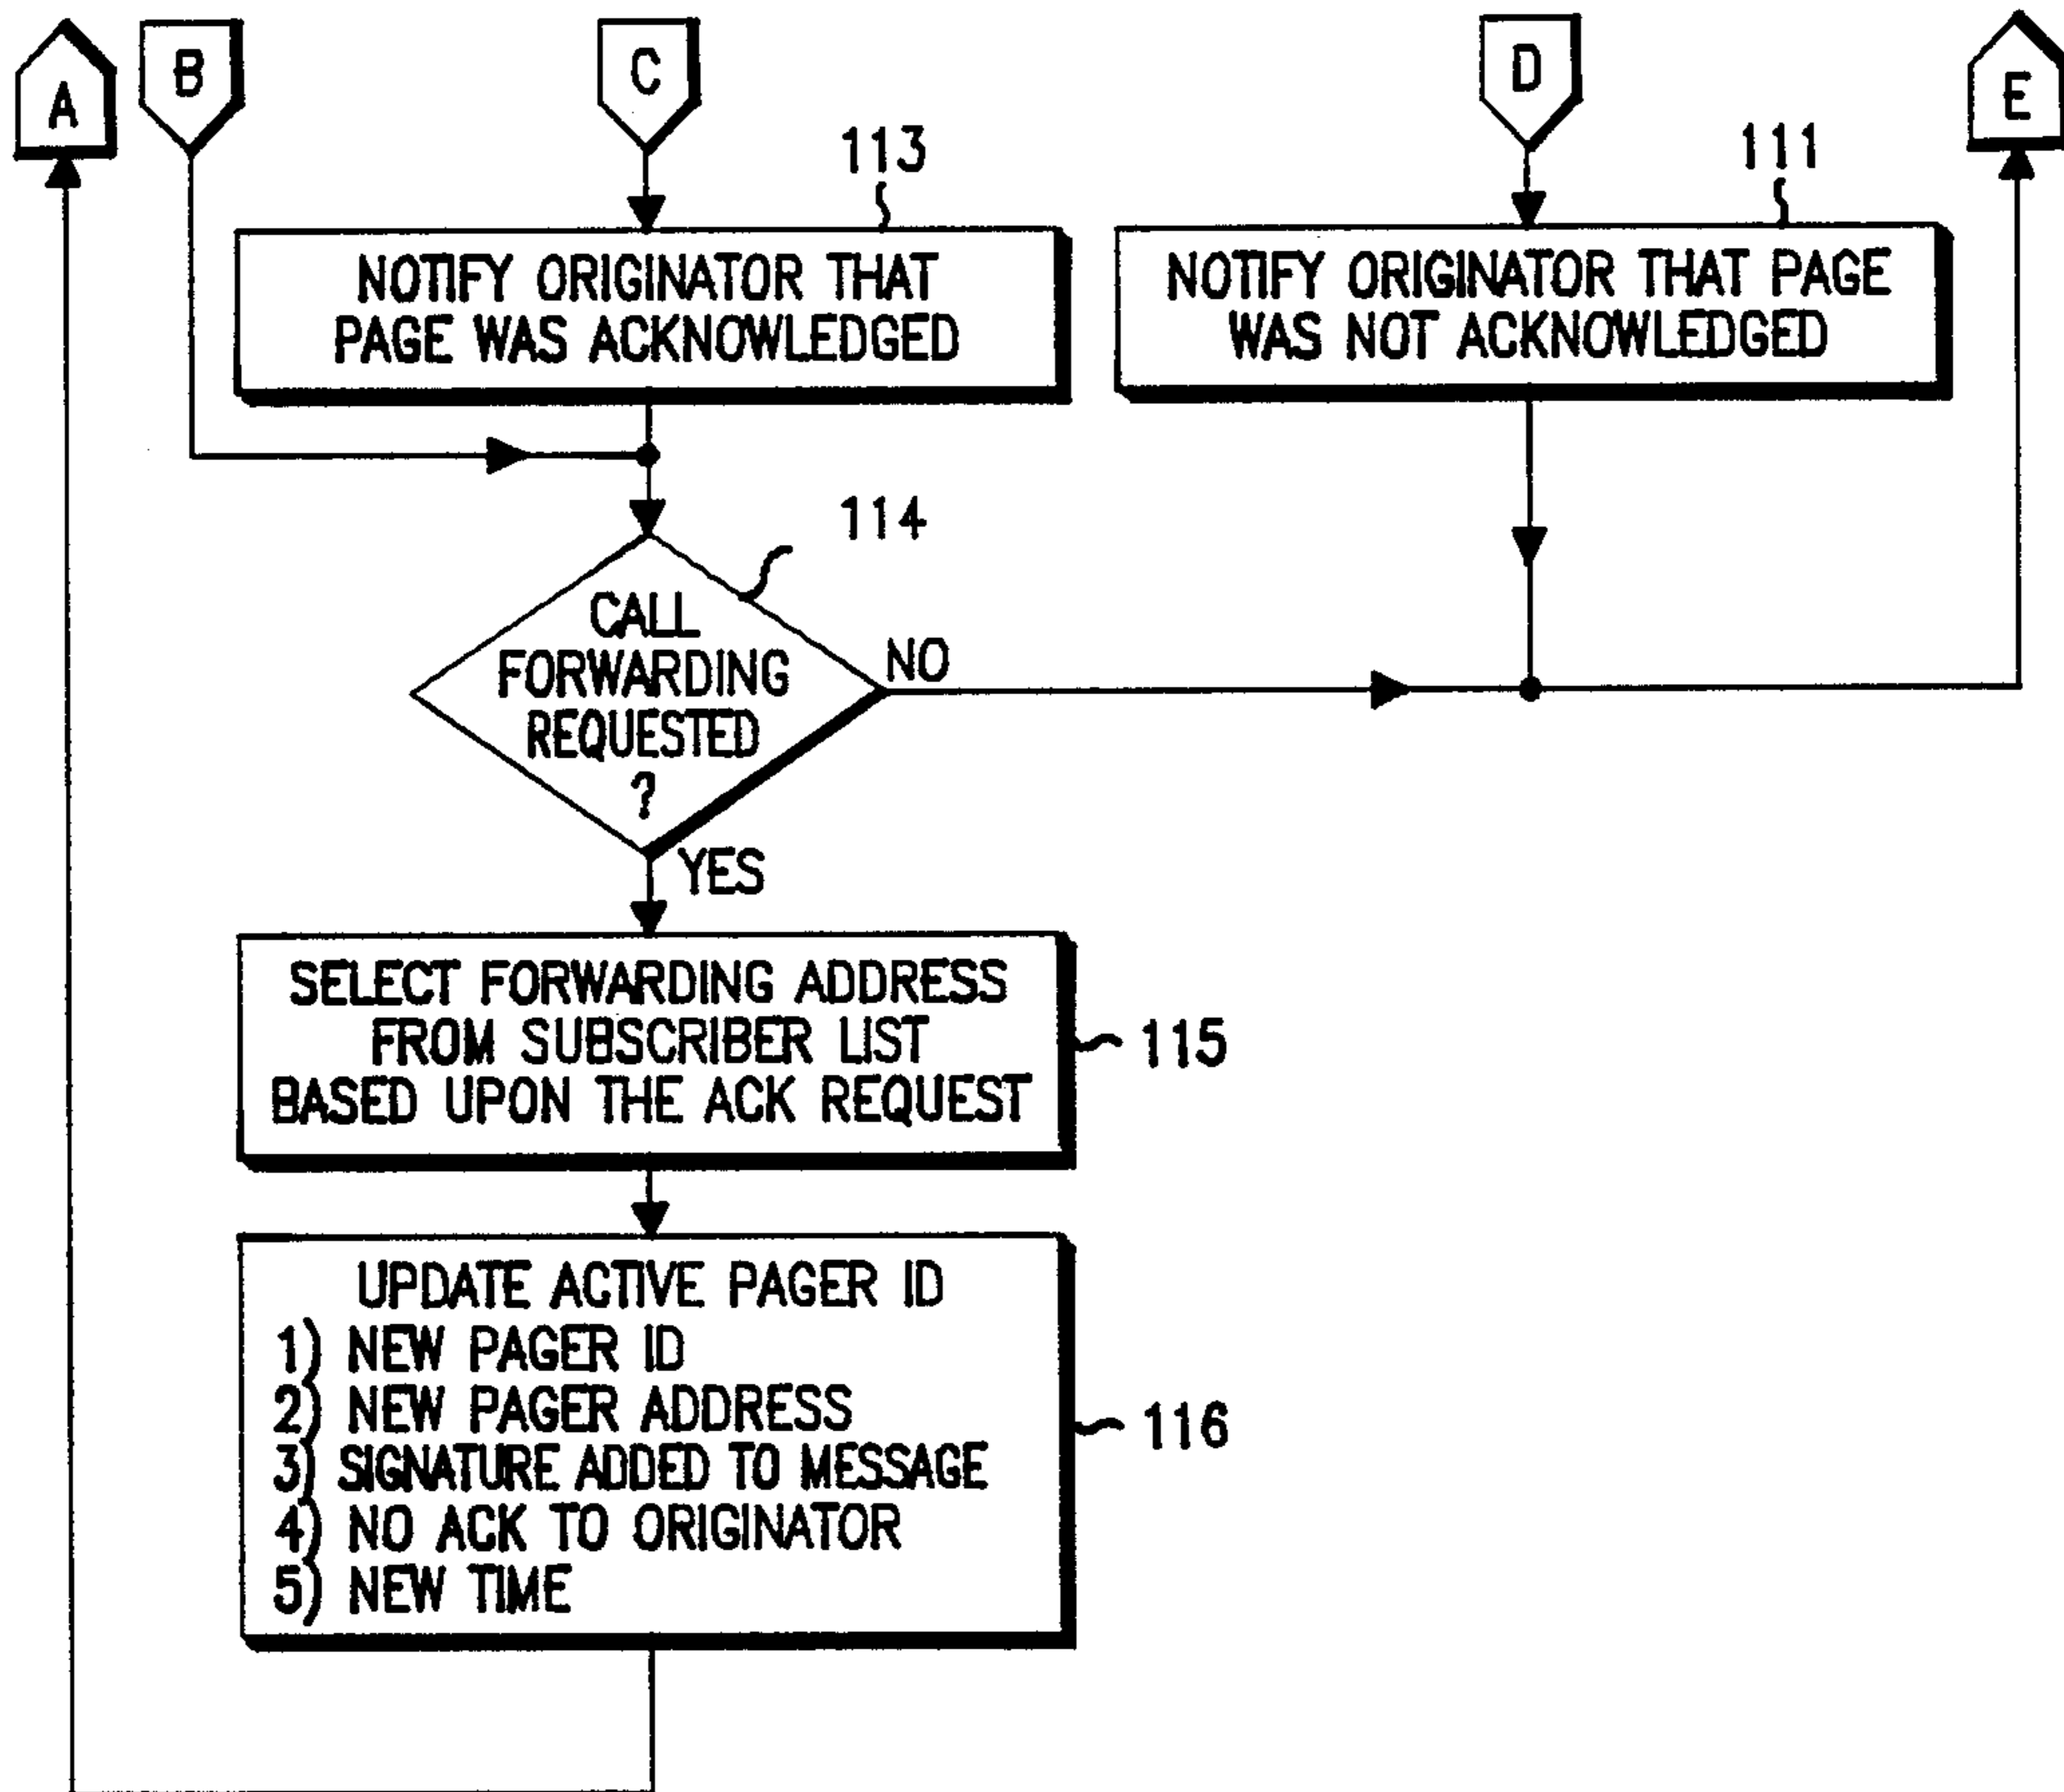 A
B
C
D
E
113
111
NOTIFY ORIGINATOR THAT
PAGE WAS ACKNOWLEDGED
NOTIFY ORIGINATOR THAT PAGE
WAS NOT ACKNOWLEDGED
114
CALL
FORWARDING
REQUESTED
?
NO
YES
SELECT FORWARDING ADDRESS
FROM SUBSCRIBER LIST
BASED UPON THE ACK REQUEST
115
UPDATE ACTIVE PAGER ID
1) NEW PAGER ID
2) NEW PAGER ADDRESS
3) SIGNATURE ADDED TO MESSAGE
4) NO ACK TO ORIGINATOR
5) NEW TIME
116